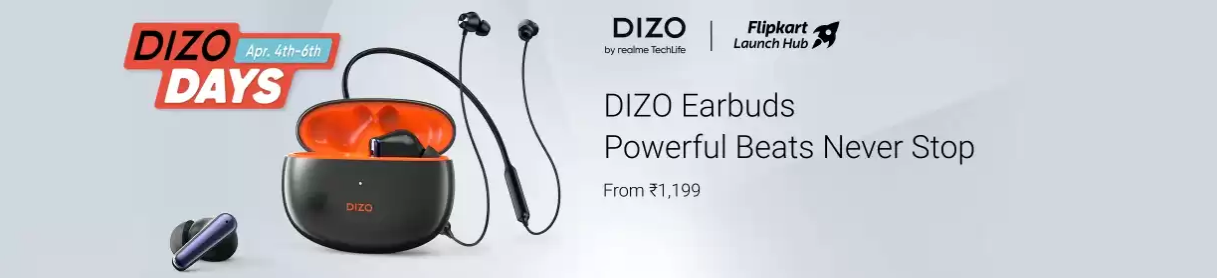 DIZO
Apr. 4th-6th
DAYS
DIZO
DIZO
by realme TechLife
Flipkart
Launch Hub
DIZO Earbuds
Powerful Beats Never Stop
From ₹1,199